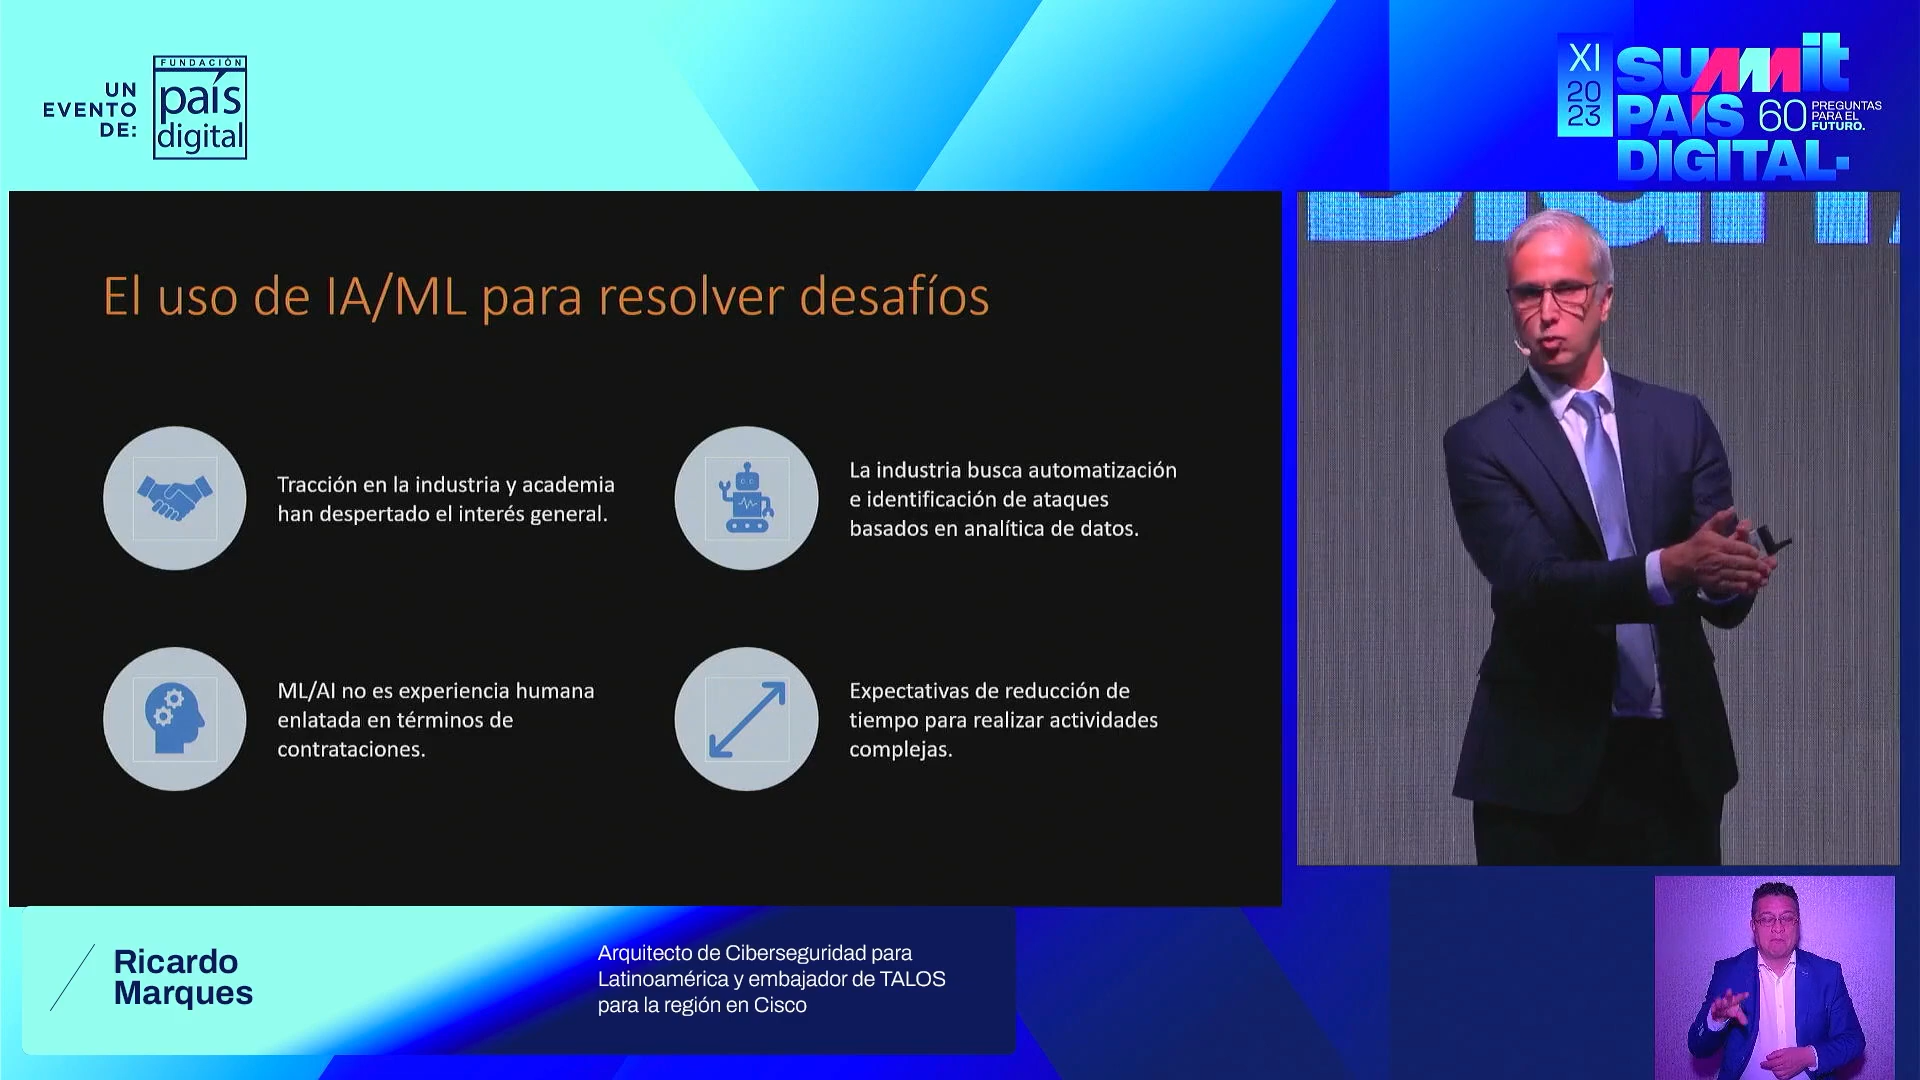 UN
EVENTO
DE:
FUNDACIÓN
país
digital
XI
2023
summit
PAÍS
DIGITAL
60
PREGUNTAS
PARA EL
FUTURO.
El uso de IA/ML para resolver desafíos
Tracción en la industria y academia
han despertado el interés general.
La industria busca automatización
e identificación de ataques
basados en analítica de datos.
ML/AI no es experiencia humana
enlatada en términos de
contrataciones.
Expectativas de reducción de
tiempo para realizar actividades
complejas.
Digital
Ricardo
Marques
Arquitecto de Ciberseguridad para
Latinoamérica y embajador de TALOS
para la región en Cisco